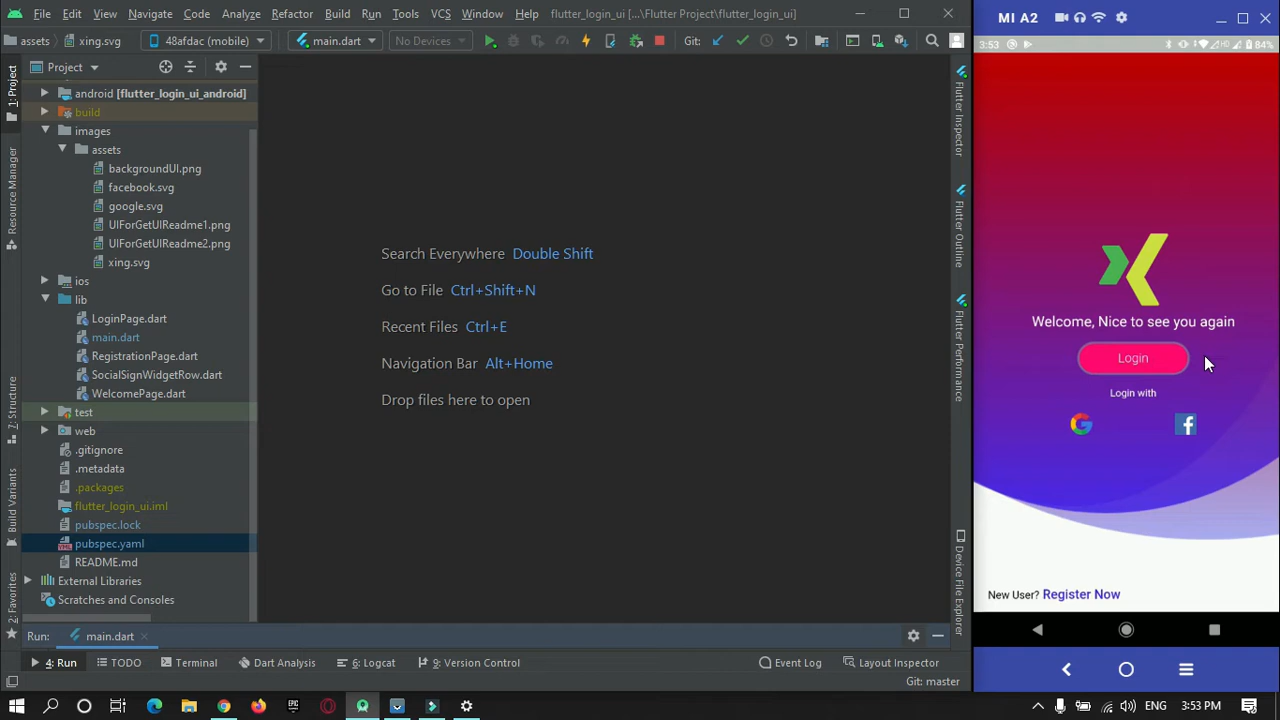 File Edit View Navigate Code Analyze Refactor Build Run Tools VCS Window Help flutter_login_ui [...\Flutter Project\flutter_login_ui]
MI A2
assets xing.svg 48afdac (mobile) main.dart No Devices Git:
3:53 84%
Project
1: Project
Resource Manager
Z: Structure
Build Variants
2: Favorites
android [flutter_login_ui_android]
build
images
assets
backgroundUI.png
facebook.svg
google.svg
UIForGetUIReadme1.png
UIForGetUIReadme2.png
xing.svg
ios
lib
LoginPage.dart
main.dart
RegistrationPage.dart
SocialSignWidgetRow.dart
WelcomePage.dart
test
web
.gitignore
.metadata
.packages
flutter_login_ui.iml
pubspec.lock
pubspec.yaml
README.md
External Libraries
Scratches and Consoles
Search Everywhere Double Shift
Go to File Ctrl+Shift+N
Recent Files Ctrl+E
Navigation Bar Alt+Home
Drop files here to open
Flutter Inspector
Flutter Outline
Flutter Performance
Device File Explorer
Welcome, Nice to see you again
Login
Login with
New User? Register Now
Run: main.dart
4: Run TODO Terminal Dart Analysis 6: Logcat 9: Version Control Event Log Layout Inspector
Git: master
EPIC
ENG 3:53 PM